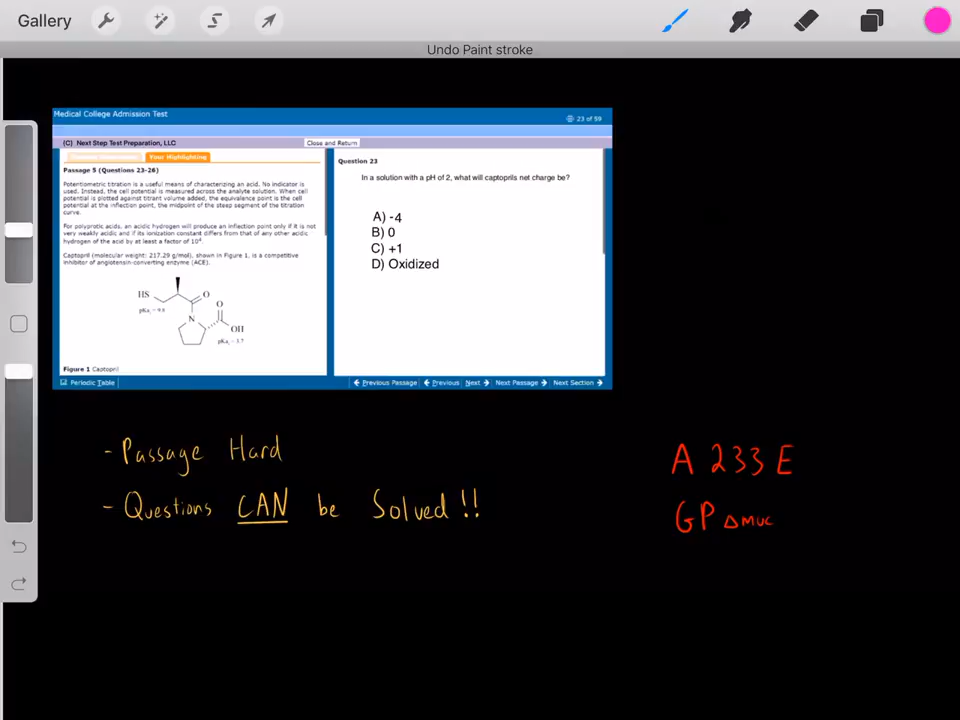 Gallery
Undo Paint stroke
Medical College Admission Test
23 of 59
(C) Next Step Test Preparation, LLC
Close and Return
Your Highlighting
Passage 5 (Questions 23-26)
Potentiometric titration is a useful means of characterizing an acid. No indicator is
used. Instead, the cell potential is measured across the analyte solution. When cell
potential is plotted against titrant volume added, the equivalence point is the cell
potential at the inflection point, the midpoint of the steep segment of the titration
curve.
For polyprotic acids, an acidic hydrogen will produce an inflection point only if it is not
very weakly acidic and if its ionization constant differs from that of any other acidic
hydrogen of the acid by at least a factor of 10⁴.
Captopril (molecular weight: 217.29 g/mol), shown in Figure 1, is a competitive
inhibitor of angiotensin-converting enzyme (ACE).
HS
O
O
N
OH
pKa₂ = 9.8
pKa₁ = 3.7
Figure 1 Captopril
Question 23
In a solution with a pH of 2, what will captoprils net charge be?
A) -4
B) 0
C) +1
D) Oxidized
Periodic Table
Previous Passage
Previous
Next
Next Passage
Next Section
- Passage Hard
- Questions CAN be Solved!!
A 233 E
GP ΔMUC